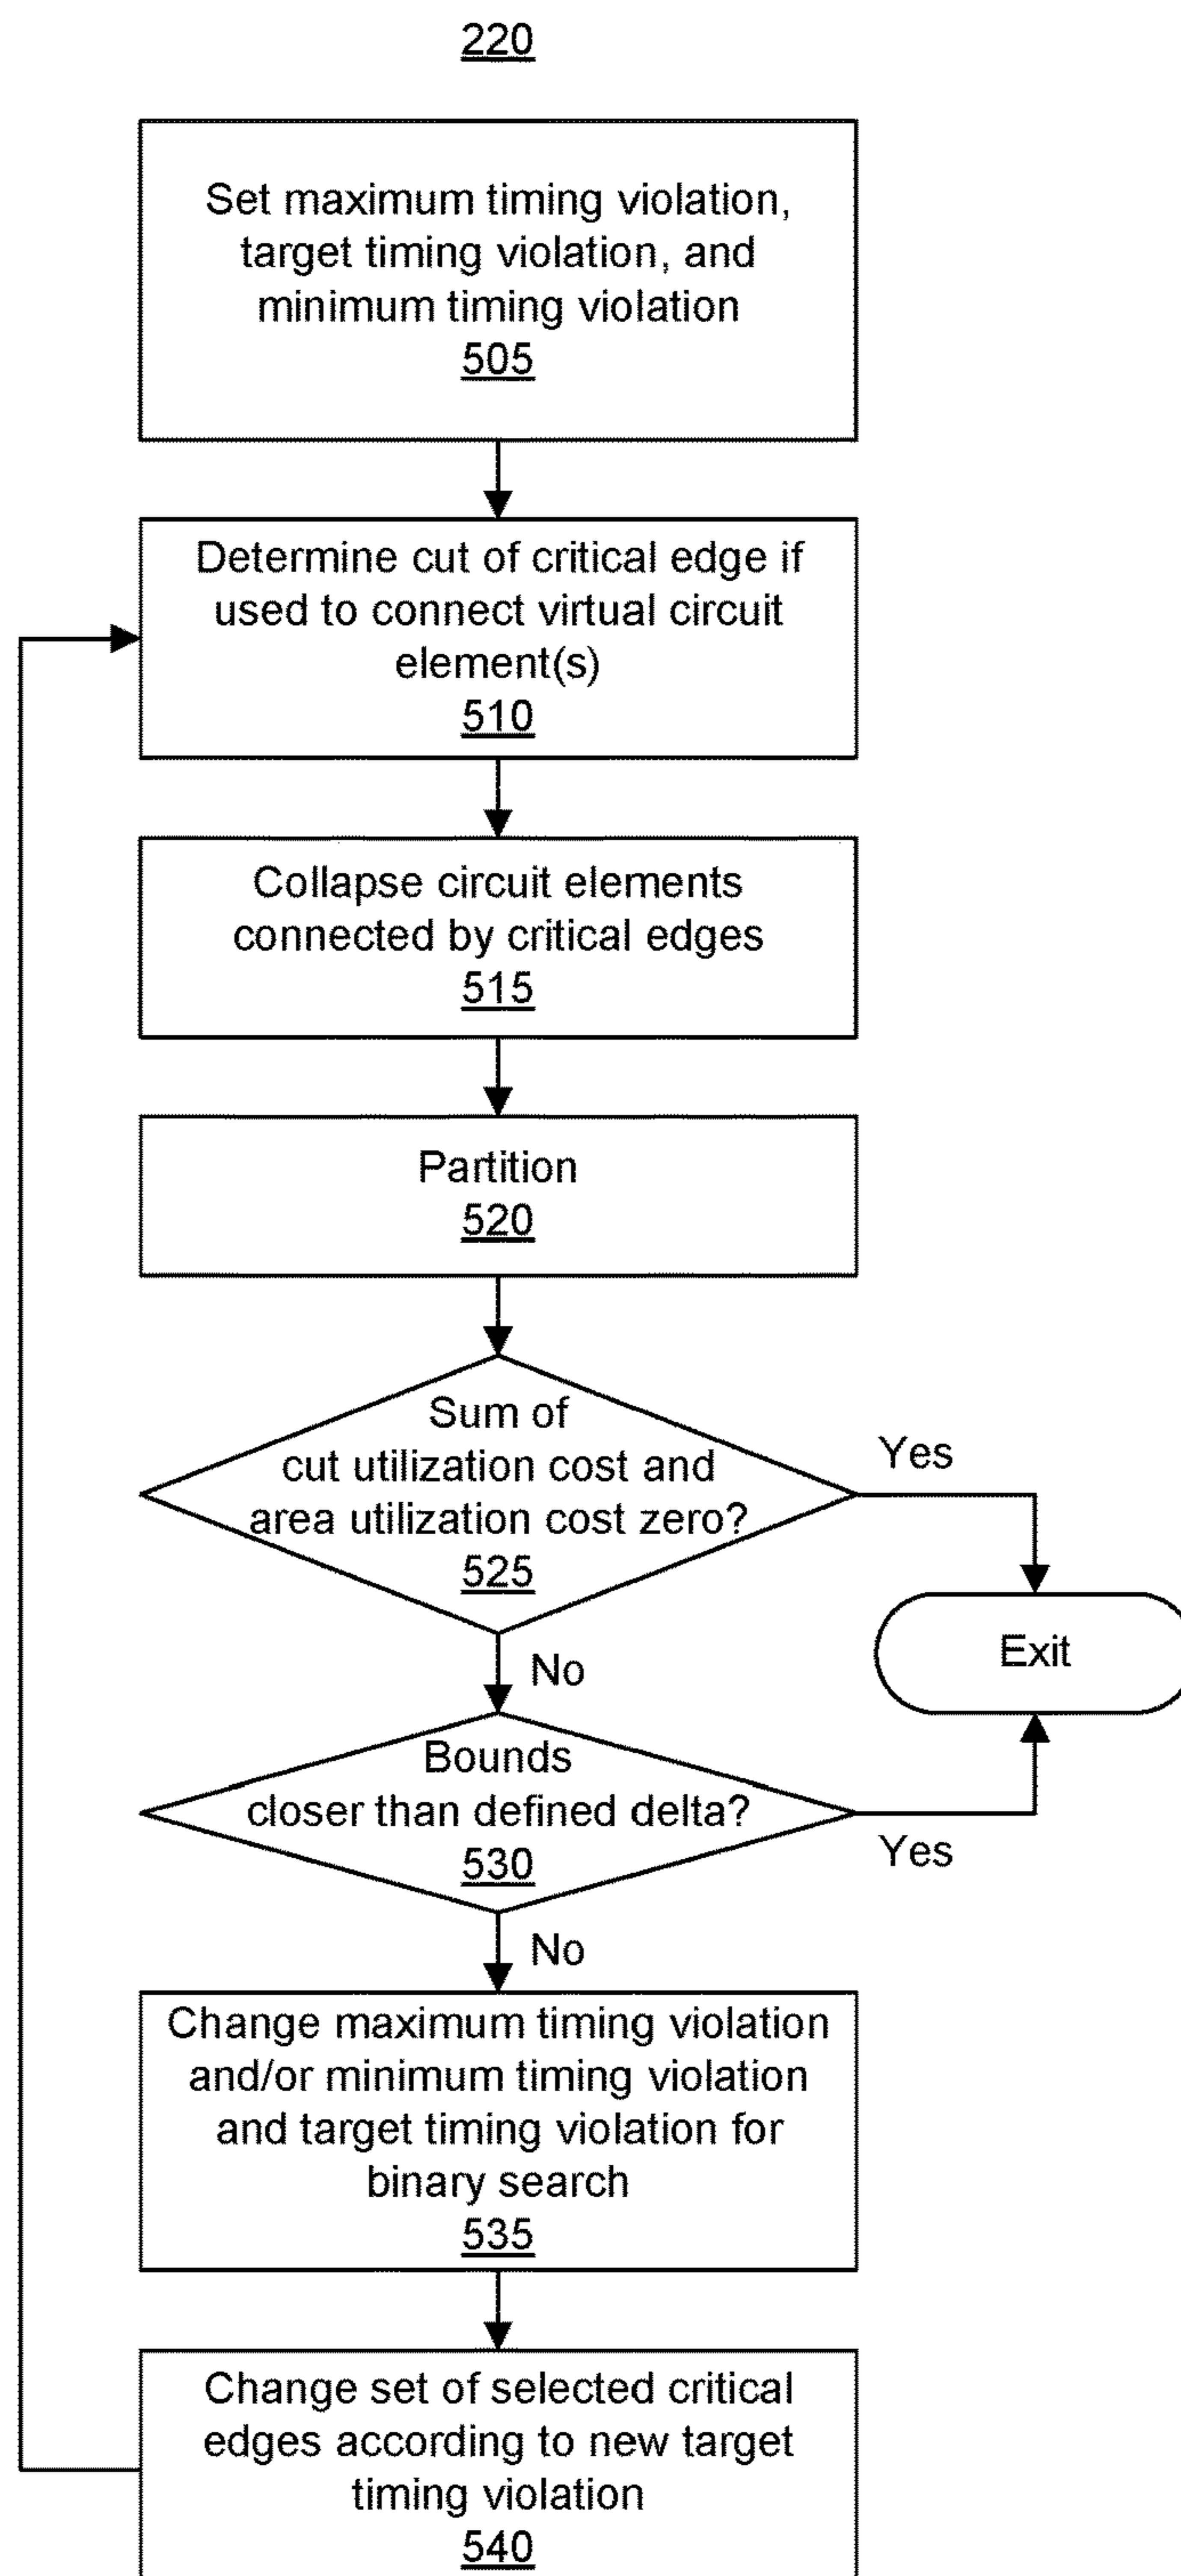 220
Set maximum timing violation,
target timing violation, and
minimum timing violation
505
Determine cut of critical edge if
used to connect virtual circuit
element(s)
510
Collapse circuit elements
connected by critical edges
515
Partition
520
Sum of
cut utilization cost and
area utilization cost zero?
525
Yes
No
Exit
Bounds
closer than defined delta?
530
Yes
No
Change maximum timing violation
and/or minimum timing violation
and target timing violation for
binary search
535
Change set of selected critical
edges according to new target
timing violation
540